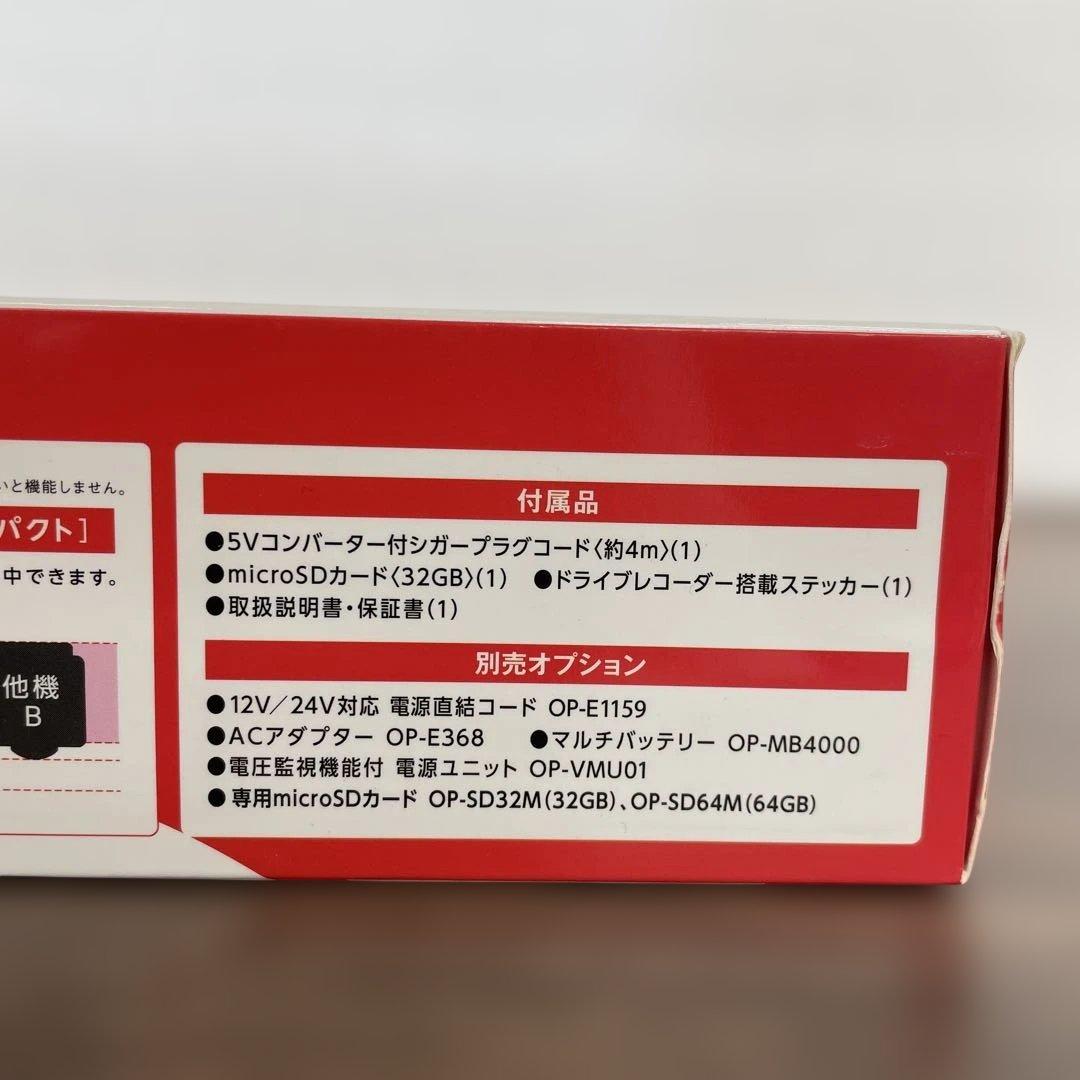 いと機能しません。
パクト]
中できます。
他機
B
付属品
●5Vコンバーター付シガープラグコード〈約4m〉(1)
●microSDカード〈32GB〉(1) ●ドライブレコーダー搭載ステッカー(1)
●取扱説明書・保証書(1)
別売オプション
●12V／24V対応 電源直結コード OP-E1159
●ACアダプター OP-E368 ●マルチバッテリー OP-MB4000
●電圧監視機能付 電源ユニット OP-VMU01
●専用microSDカード OP-SD32M(32GB)、OP-SD64M(64GB)